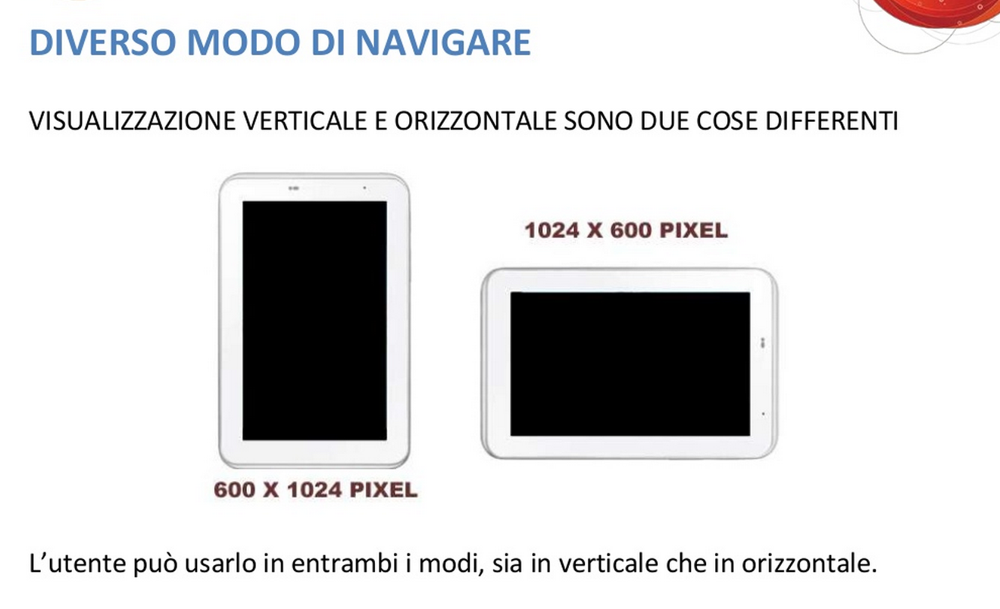 DIVERSO MODO DI NAVIGARE
VISUALIZZAZIONE VERTICALE E ORIZZONTALE SONO DUE COSE DIFFERENTI
1024 X 600 PIXEL
600 X 1024 PIXEL
L’utente può usarlo in entrambi i modi, sia in verticale che in orizzontale.